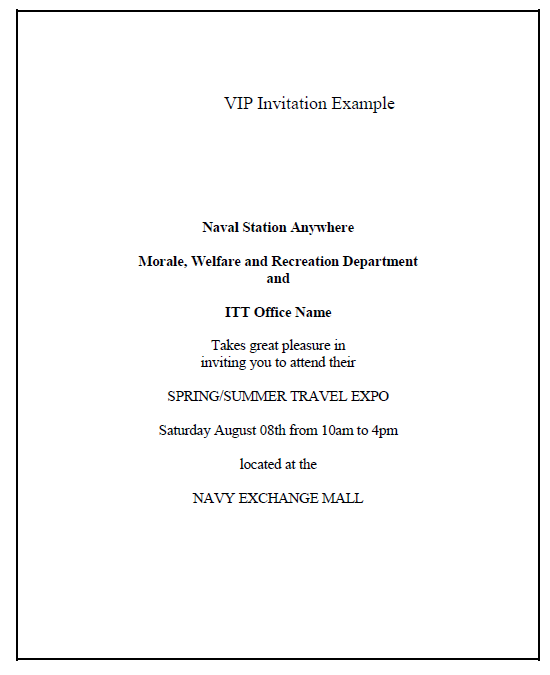 VIP Invitation Example
Naval Station Anywhere
Morale, Welfare and Recreation Department
and
ITT Office Name
Takes great pleasure in
inviting you to attend their
SPRING/SUMMER TRAVEL EXPO
Saturday August 08th from 10am to 4pm
located at the
NAVY EXCHANGE MALL